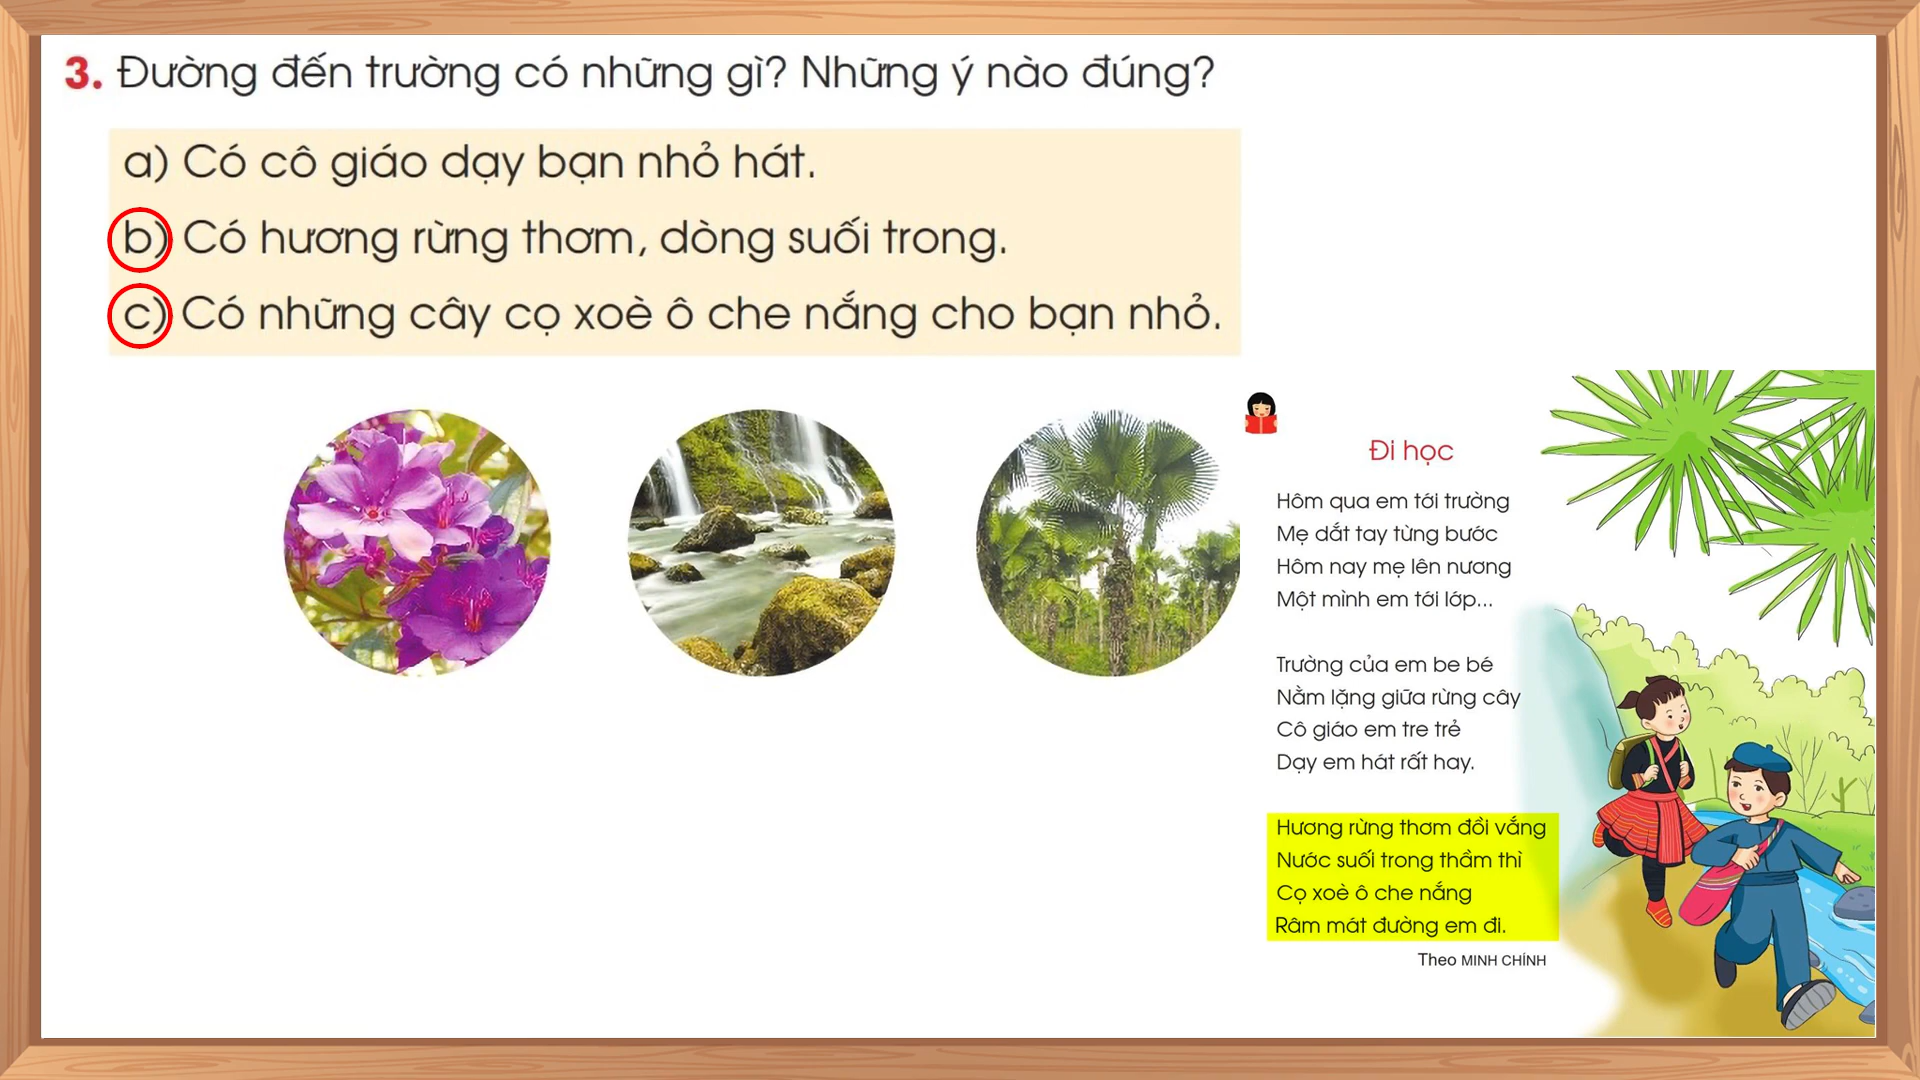 3. Đường đến trường có những gì? Những ý nào đúng?
a) Có cô giáo dạy bạn nhỏ hát.
b) Có hương rừng thơm, dòng suối trong.
c) Có những cây cọ xoè ô che nắng cho bạn nhỏ.
Đi học
Hôm qua em tới trường
Mẹ dắt tay từng bước
Hôm nay mẹ lên nương
Một mình em tới lớp...
Trường của em be bé
Nằm lặng giữa rừng cây
Cô giáo em tre trẻ
Dạy em hát rất hay.
Hương rừng thơm đồi vắng
Nước suối trong thầm thì
Cọ xoè ô che nắng
Râm mát đường em đi.
Theo MINH CHÍNH